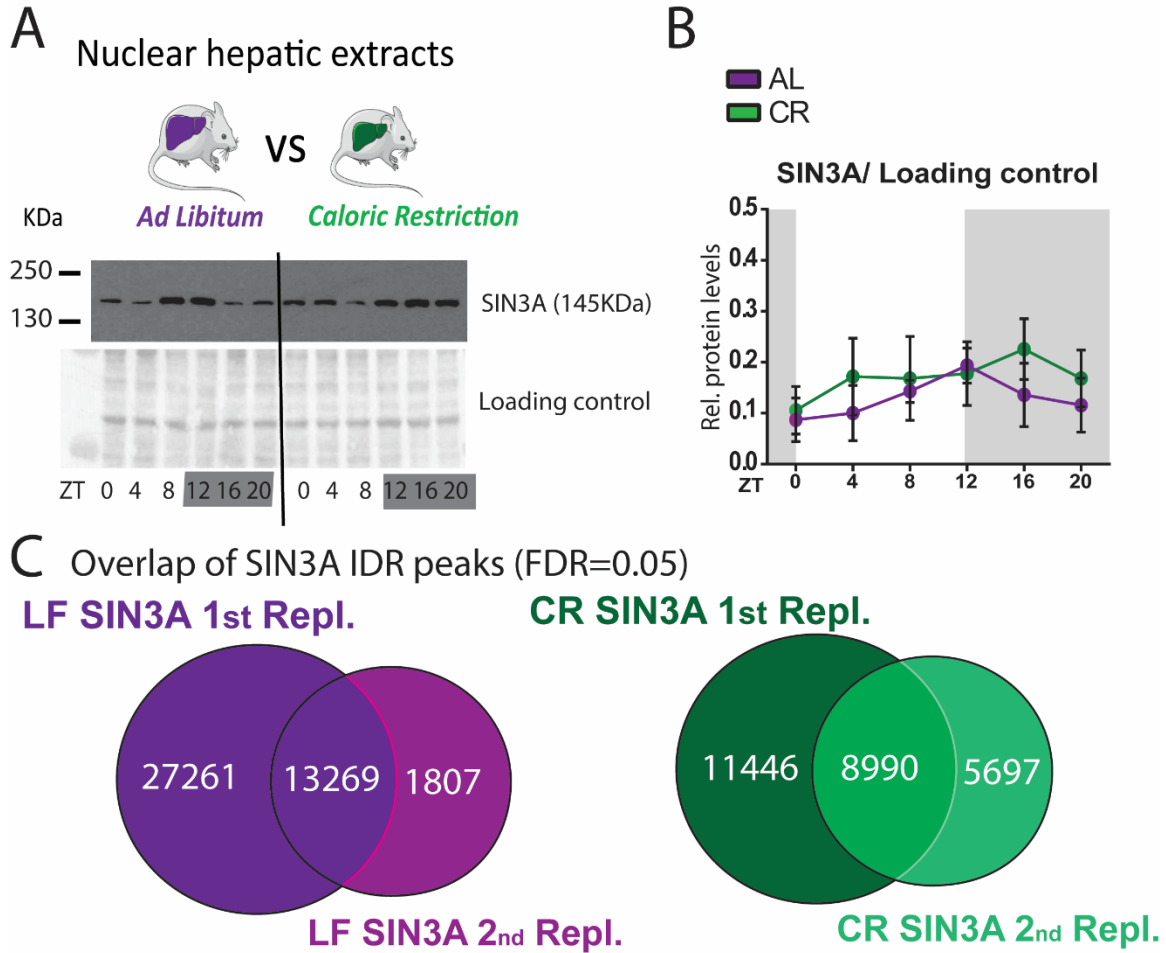 A
Nuclear hepatic extracts
vs
Ad Libitum
Caloric Restriction
KDa
250
130
SIN3A (145KDa)
Loading control
ZT 0 4 8 12 16 20 0 4 8 12 16 20
B
AL
CR
SIN3A/ Loading control
Rel. protein levels
0.5
0.4
0.3
0.2
0.1
0.0
ZT 0 4 8 12 16 20
C Overlap of SIN3A IDR peaks (FDR=0.05)
LF SIN3A 1st Repl.
27261 13269 1807
LF SIN3A 2nd Repl.
CR SIN3A 1st Repl.
11446 8990 5697
CR SIN3A 2nd Repl.